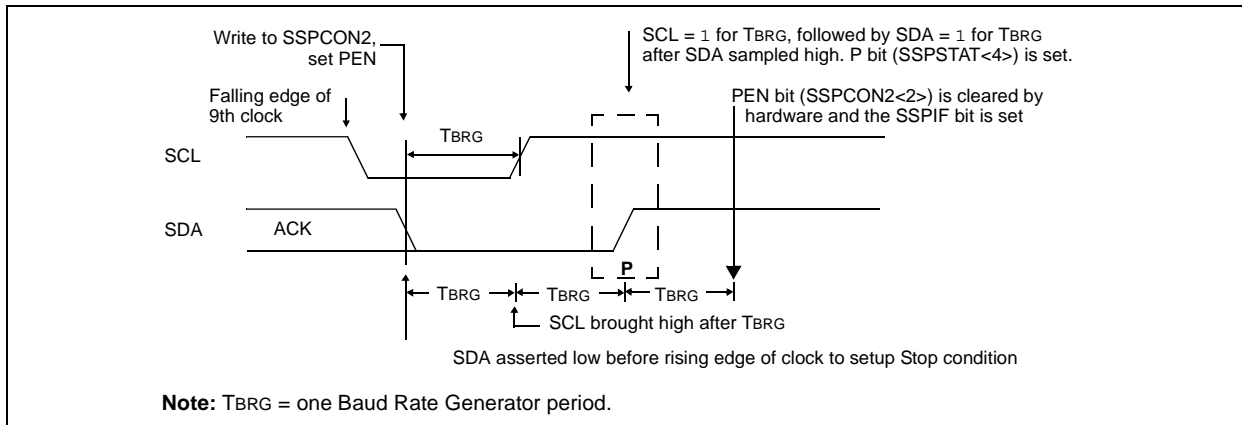 Write to SSPCON2,
set PEN
SCL = 1 for TBRG, followed by SDA = 1 for TBRG
after SDA sampled high. P bit (SSPSTAT<4>) is set.
Falling edge of
9th clock
PEN bit (SSPCON2<2>) is cleared by
hardware and the SSPIF bit is set
TBRG
SCL
SDA
ACK
P
TBRG
TBRG
TBRG
SCL brought high after TBRG
SDA asserted low before rising edge of clock to setup Stop condition
Note: TBRG = one Baud Rate Generator period.